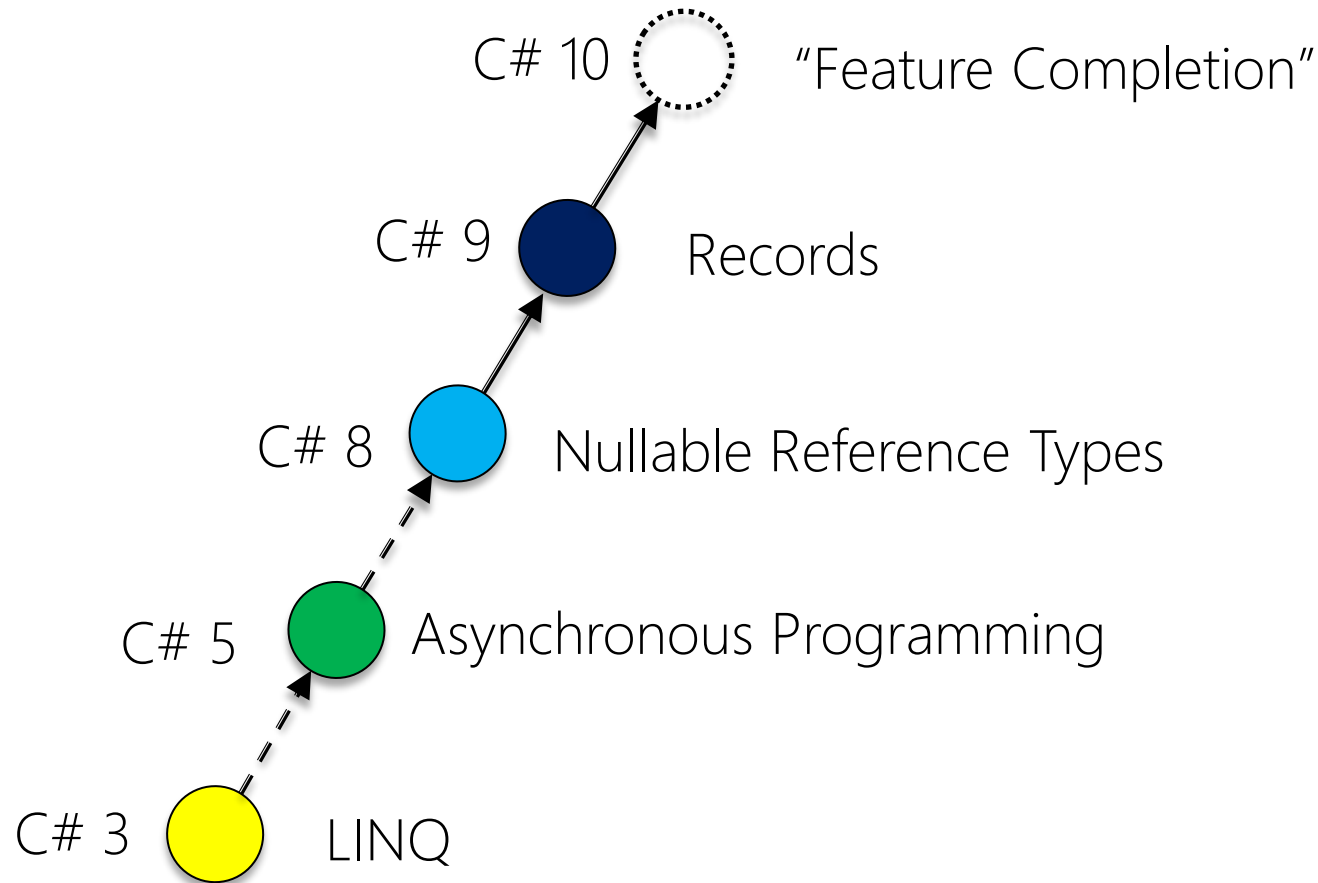 C# 10 “Feature Completion”
C# 9 Records
C# 8 Nullable Reference Types
C# 5 Asynchronous Programming
C# 3 LINQ